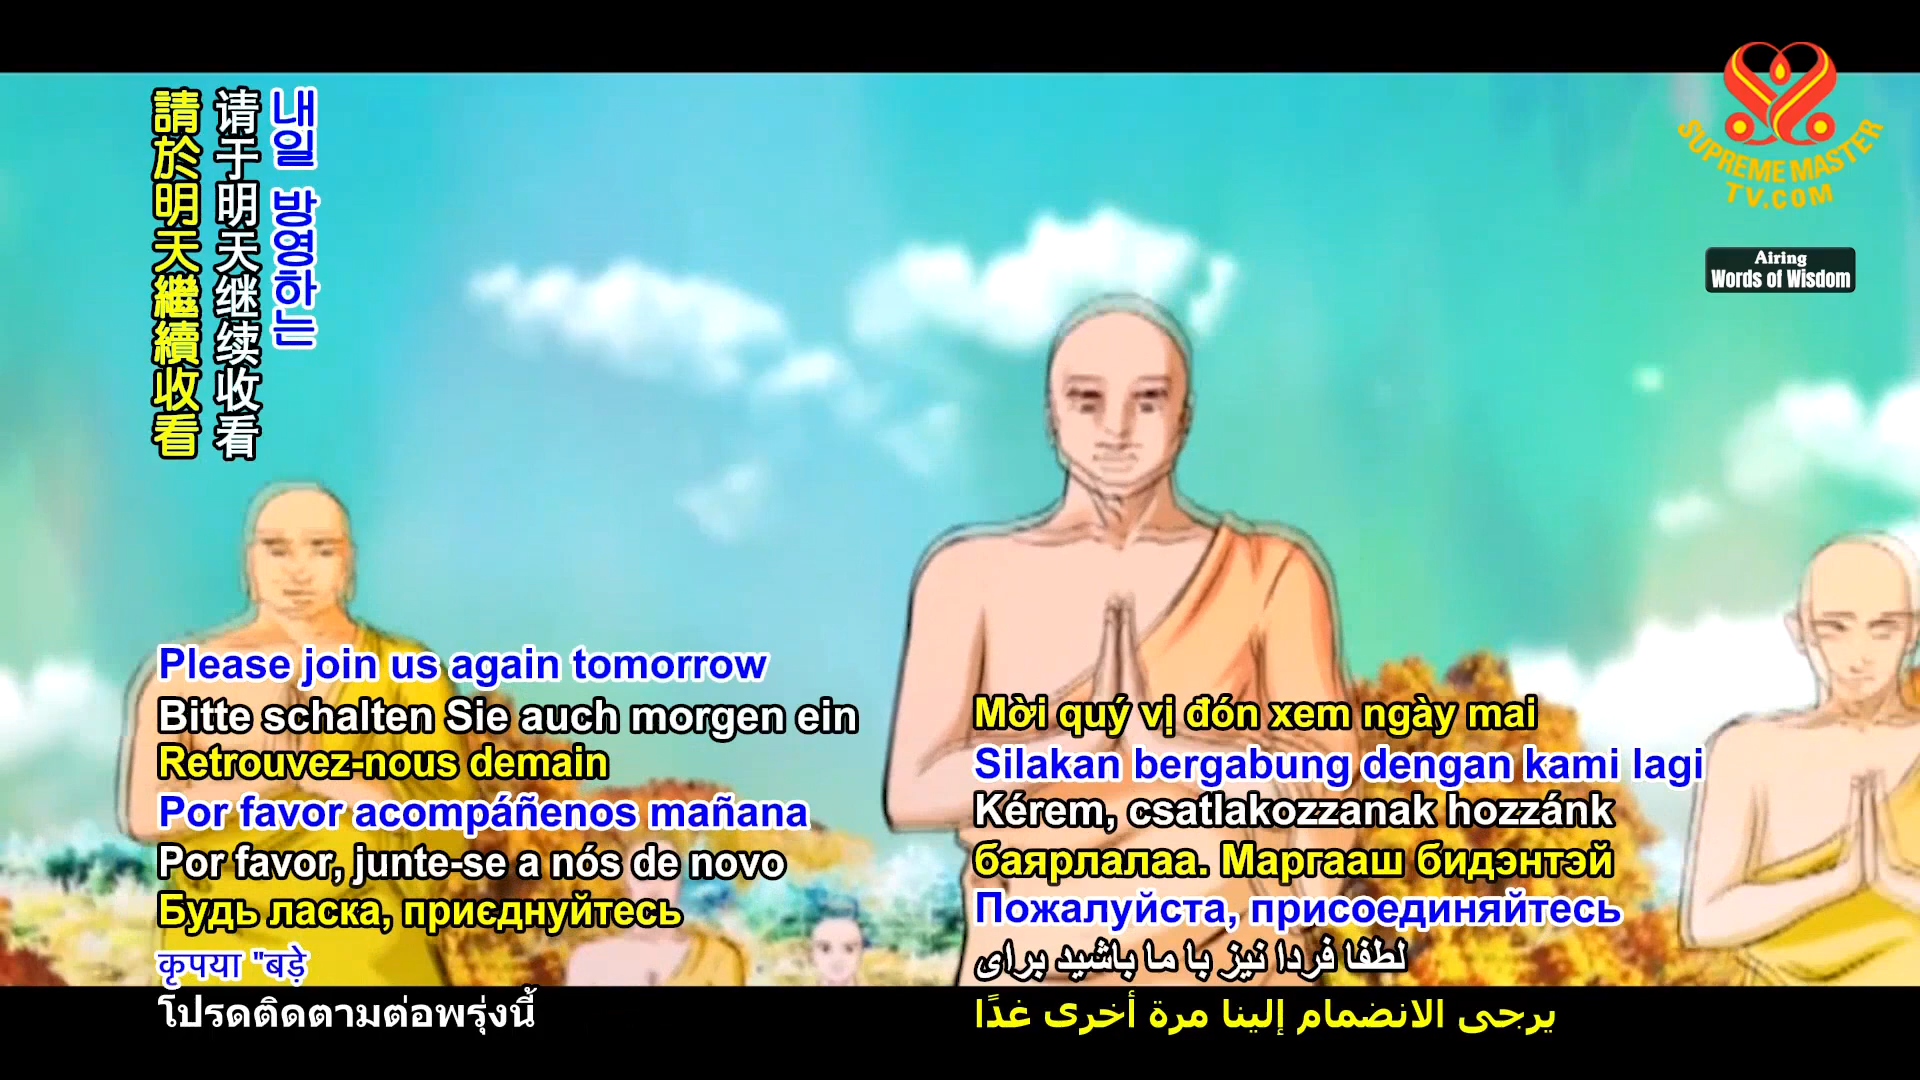 請於明天繼續收看
请于明天继续收看
내일 방영하는
SUPREME MASTER
TV.COM
Airing
Words of Wisdom
Please join us again tomorrow
Bitte schalten Sie auch morgen ein
Retrouvez-nous demain
Por favor acompáñenos mañana
Por favor, junte-se a nós de novo
Будь ласка, приєднуйтесь
कृपया "बड़े
โปรดติดตามต่อพรุ่งนี้
Mời quý vị đón xem ngày mai
Silakan bergabung dengan kami lagi
Kérem, csatlakozzanak hozzánk
баярлалаа. Маргааш бидэнтэй
Пожалуйста, присоединяйтесь
لطفا فردا نیز با ما باشید برای
يرجى الانضمام إلينا مرة أخرى غدًا